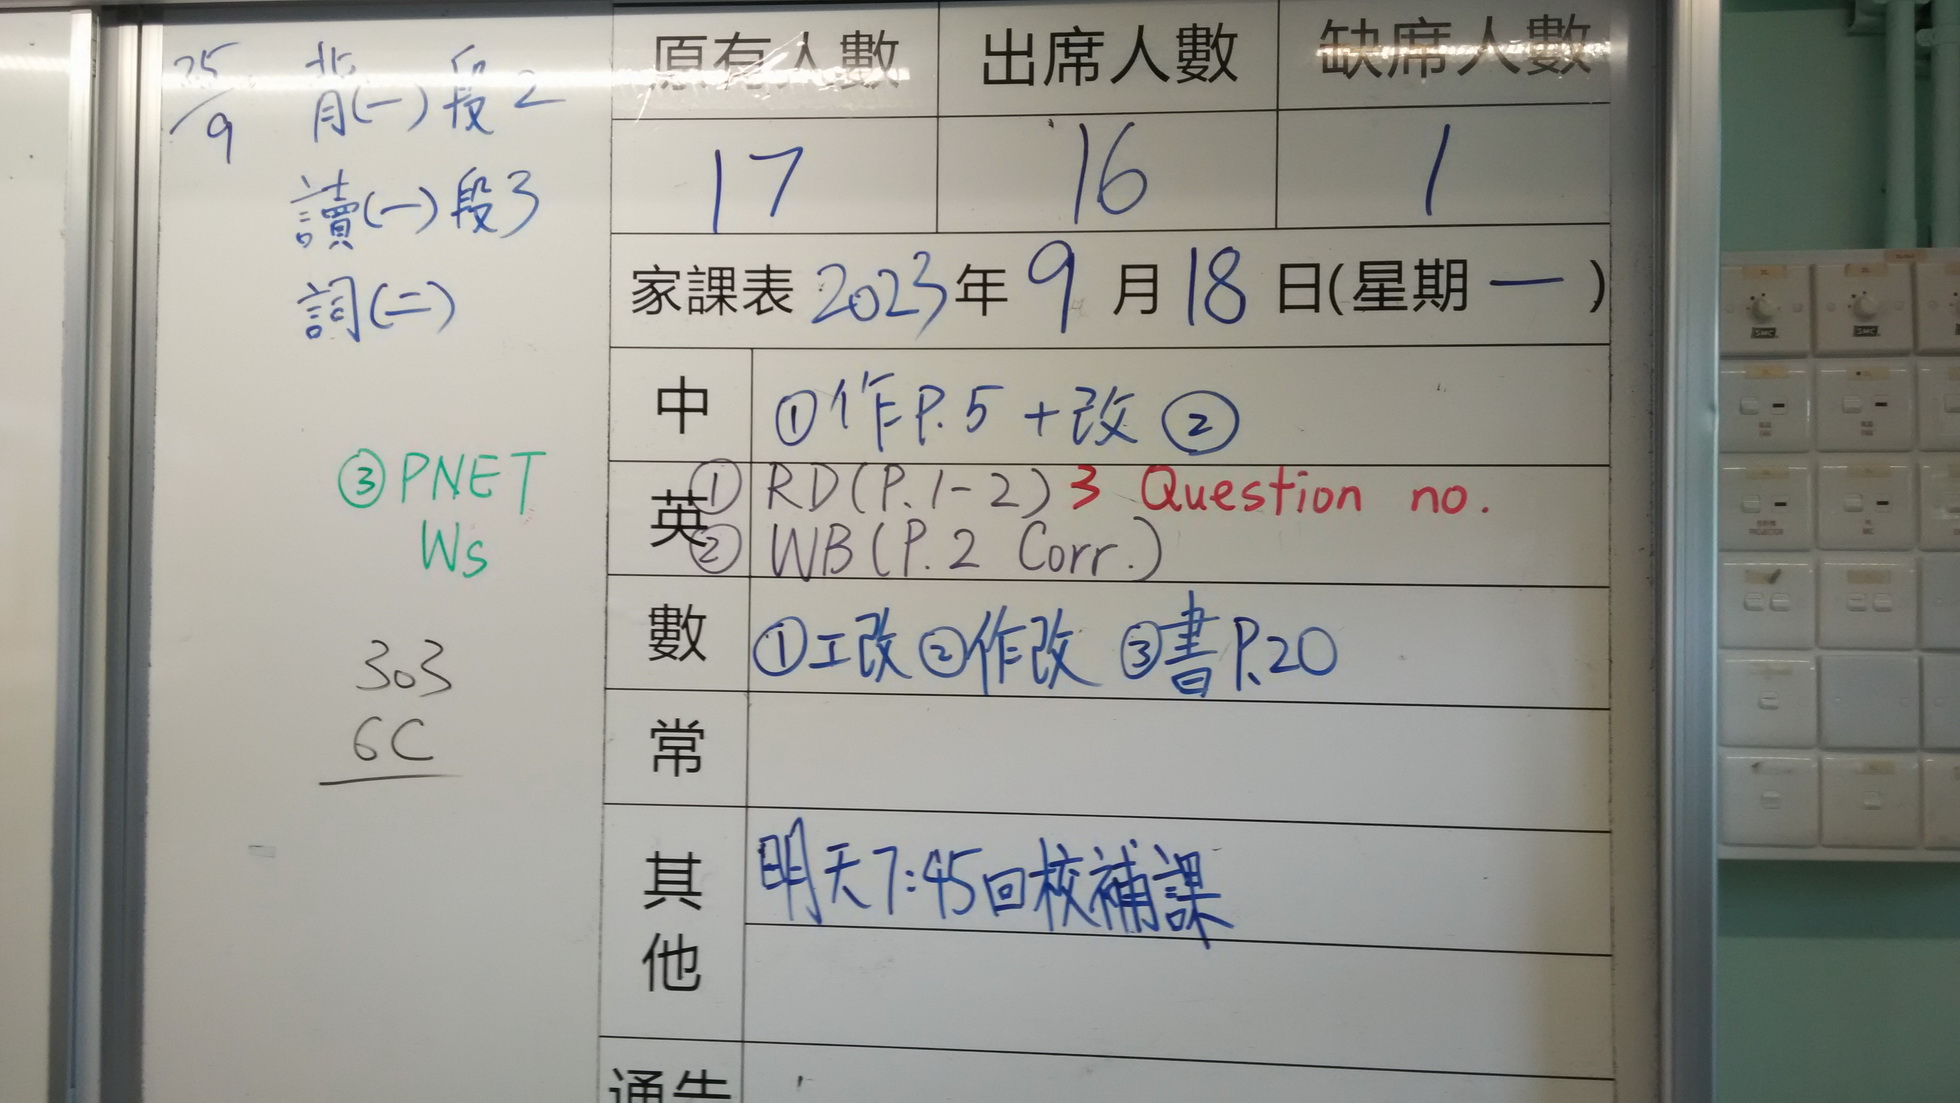 25/9 背(一)段2
讀(一)段3
詞(二)
③PNET
Ws
303
6C
原有人數 出席人數 缺席人數
17 16 1
家課表 2023年 9 月 18 日(星期 一 )
中 ①作P.5 + 改 ②
英 ① RD(P.1-2) 3 Question no.
② WB(P.2 Corr.)
數 ①工改 ②作改 ③書P.20
常
其他 明天7:45回校補課
通告